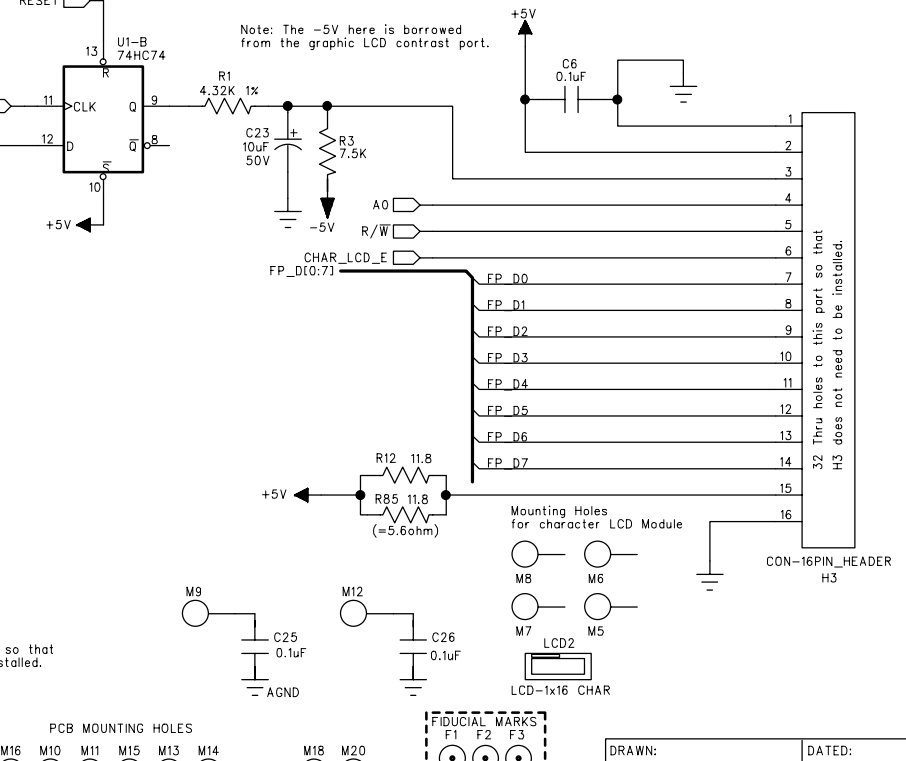 RESET
Note: The -5V here is borrowed
from the graphic LCD contrast port.
+5V
U1-B
74HC74
13
R
11
CLK
Q
9
12
D
Q
8
S
10
+5V
R1
4.32K 1%
C23
10uF
50V
+
R3
7.5K
-5V
C6
0.1uF
1
2
3
A0
4
R/W
5
CHAR_LCD_E
6
FP_D[0:7]
FP_D0
7
FP_D1
8
FP_D2
9
FP_D3
10
FP_D4
11
FP_D5
12
FP_D6
13
FP_D7
14
15
16
32 Thru holes to this part so that
H3 does not need to be installed.
CON-16PIN_HEADER
H3
R12 11.8
+5V
R85 11.8
(=5.6ohm)
Mounting Holes
for character LCD Module
M8
M6
M7
M5
LCD2
LCD-1x16 CHAR
M9
C25
0.1uF
AGND
M12
C26
0.1uF
so that
stalled.
PCB MOUNTING HOLES
M16 M10 M11 M15 M13 M14
M18 M20
FIDUCIAL MARKS
F1 F2 F3
DRAWN:
DATED: